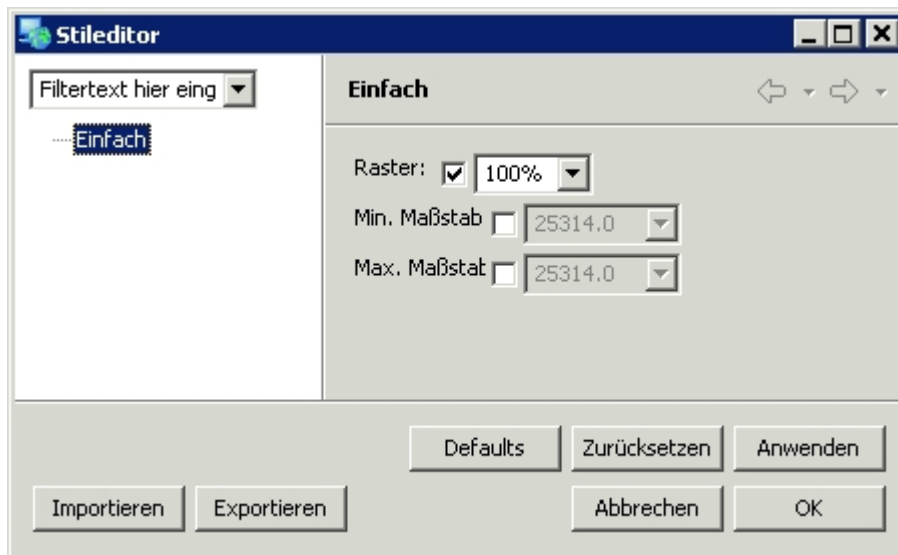 Stileditor
Filtertext hier eing
Einfach
Einfach
Raster: 100%
Min. Maßstab 25314.0
Max. Maßstab 25314.0
Defaults Zurücksetzen Anwenden
Importieren Exportieren Abbrechen OK